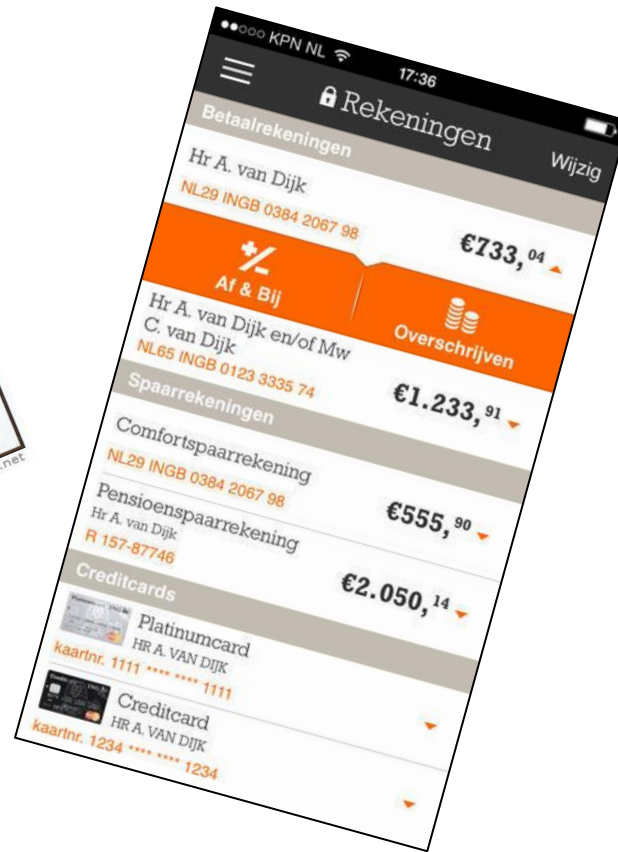 KPN NL
17:36
Rekeningen
Wijzig
Betaalrekeningen
Hr A. van Dijk
NL29 INGB 0384 2067 98
€733, 04
Af & Bij
Overschrijven
Hr A. van Dijk en/of Mw
C. van Dijk
NL65 INGB 0123 3335 74
€1.233, 91
Spaarrekeningen
Comfortspaarrekening
NL29 INGB 0384 2067 98
€555, 90
Pensioenspaarrekening
Hr A. van Dijk
R 157-87746
€2.050, 14
Creditcards
Platinumcard
HR A. VAN DIJK
kaartnr. 1111 **** **** 1111
Creditcard
HR A. VAN DIJK
kaartnr. 1234 **** **** 1234
.net